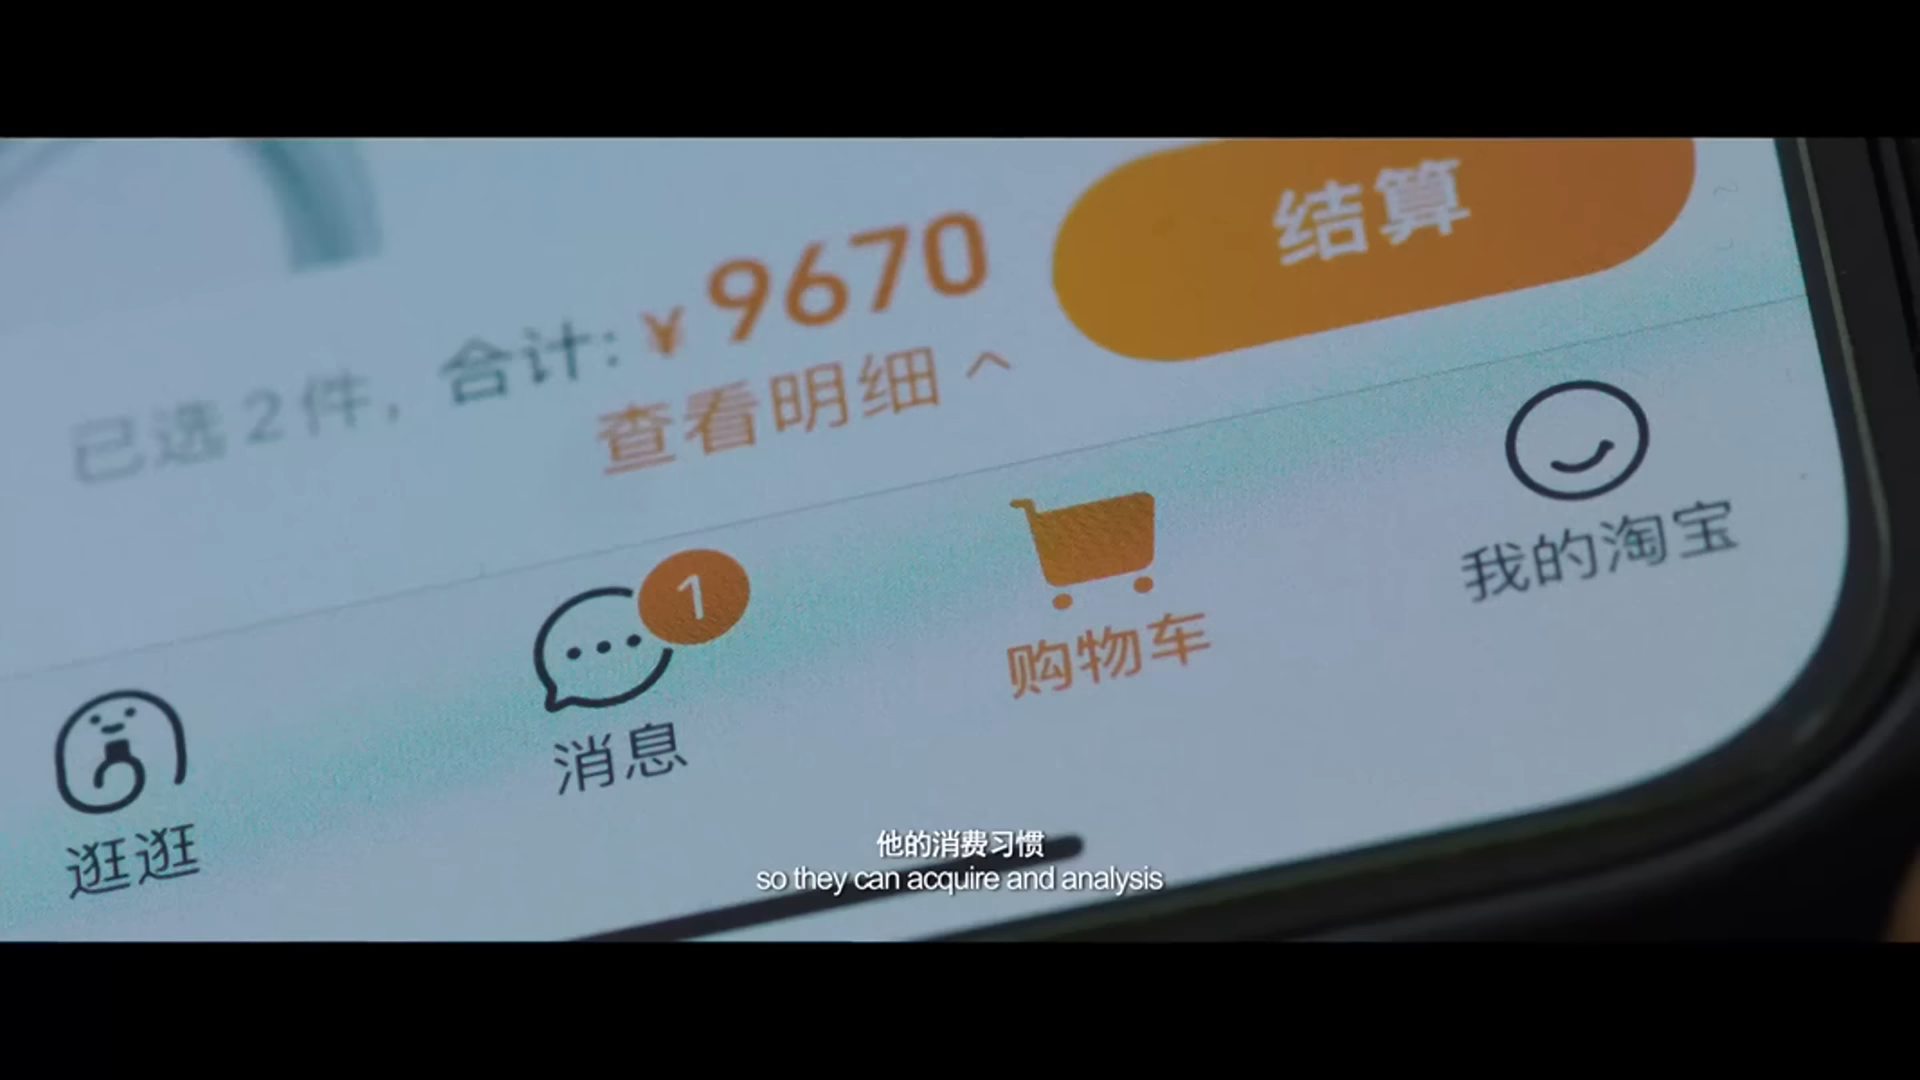 结算
已选2件，合计:¥9670
查看明细
1
逛逛
消息
购物车
我的淘宝
他的消费习惯
so they can acquire and analysis